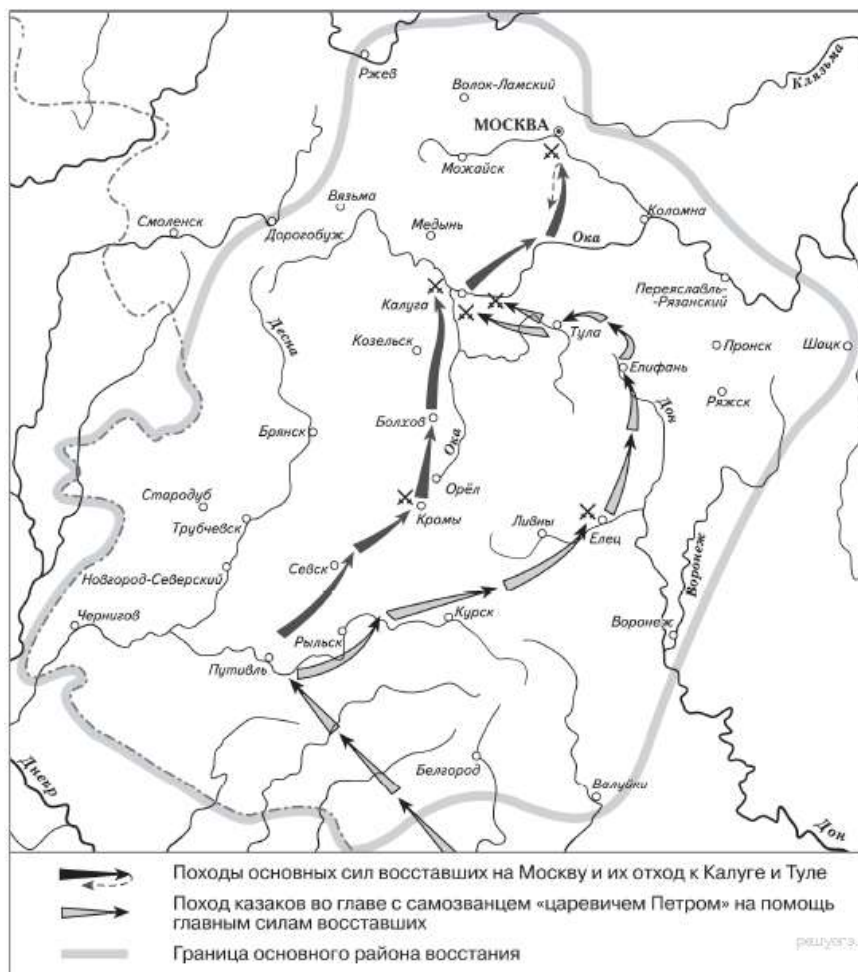 Ржев
Волок-Ламский
Клязьма
МОСКВА
Можайск
Вязьма
Смоленск
Дорогобуж
Медынь
Коломна
Ока
Переяславль-
-Рязанский
Калуга
Десна
Тула
Козельск
Пронск
Шацк
Епифань
Ряжск
Болхов
Дон
Брянск
Ока
Орёл
Стародуб
Кромы
Трубчевск
Ливны
Елец
Севск
Воронеж
Новгород-Северский
Чернигов
Курск
Рыльск
Воронеж
Путивль
Белгород
Днепр
Валуйки
Дон
Походы основных сил восставших на Москву и их отход к Калуге и Туле
Поход казаков во главе с самозванцем «царевичем Петром» на помощь
главным силам восставших
Граница основного района восстания